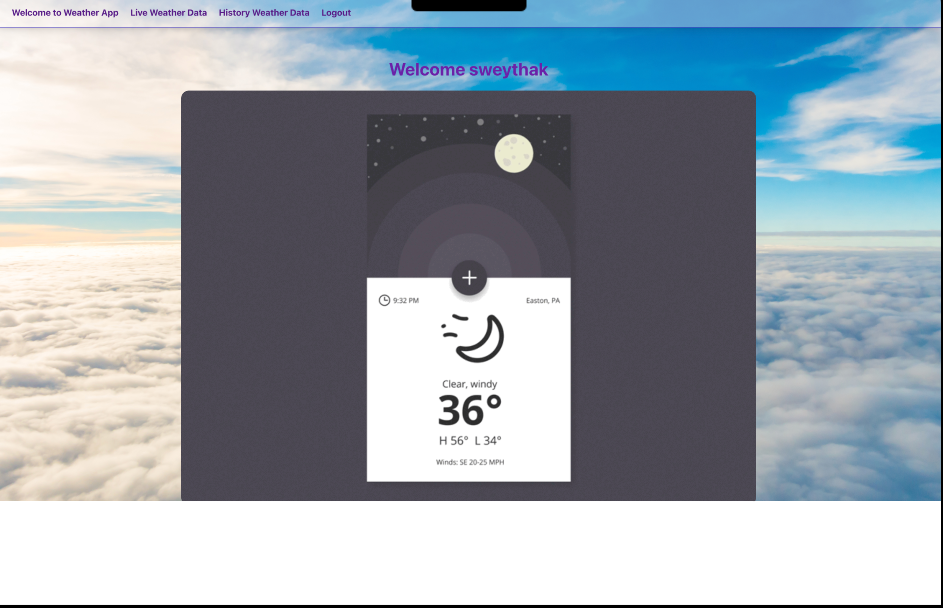 Welcome to Weather App Live Weather Data History Weather Data Logout
Welcome sweythak
9:32 PM Easton, PA
Clear, windy
36°
H 56° L 34°
Winds: SE 20-25 MPH